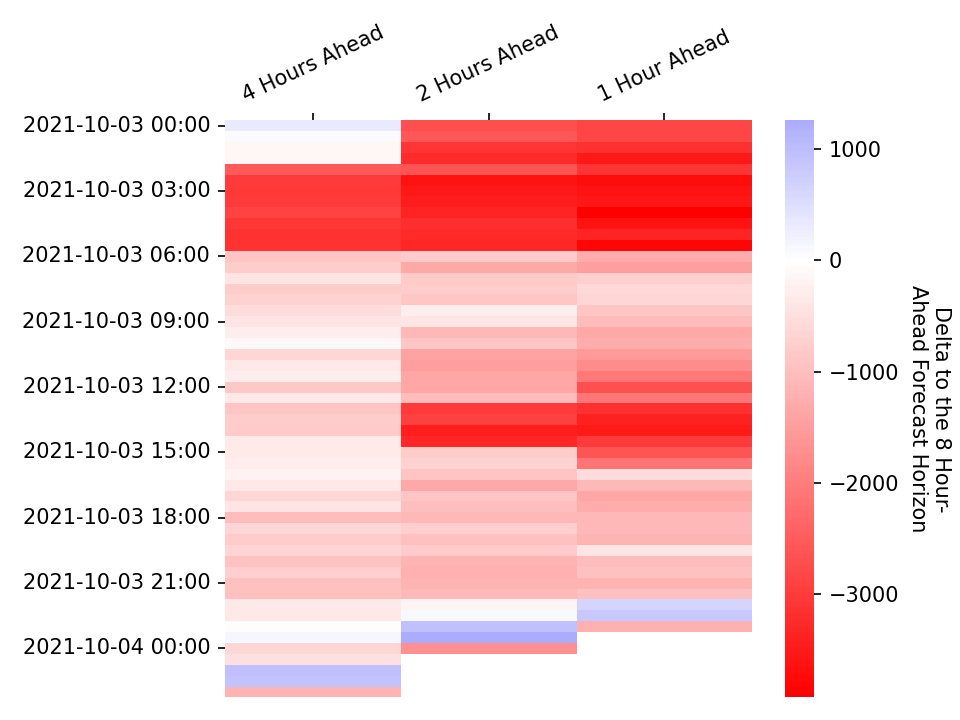 4 Hours Ahead
2 Hours Ahead
1 Hour Ahead
2021-10-03 00:00
2021-10-03 03:00
2021-10-03 06:00
2021-10-03 09:00
2021-10-03 12:00
2021-10-03 15:00
2021-10-03 18:00
2021-10-03 21:00
2021-10-04 00:00
1000
0
−1000
−2000
−3000
Delta to the 8 Hour-
Ahead Forecast Horizon